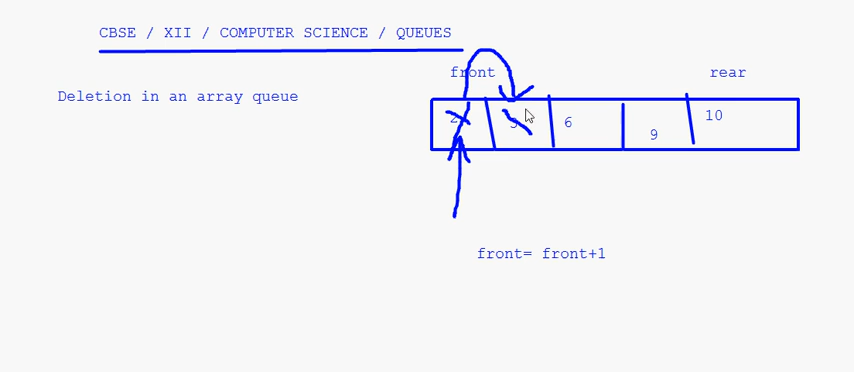 CBSE / XII / COMPUTER SCIENCE / QUEUES
front rear
Deletion in an array queue
2 6 9 10
front= front+1